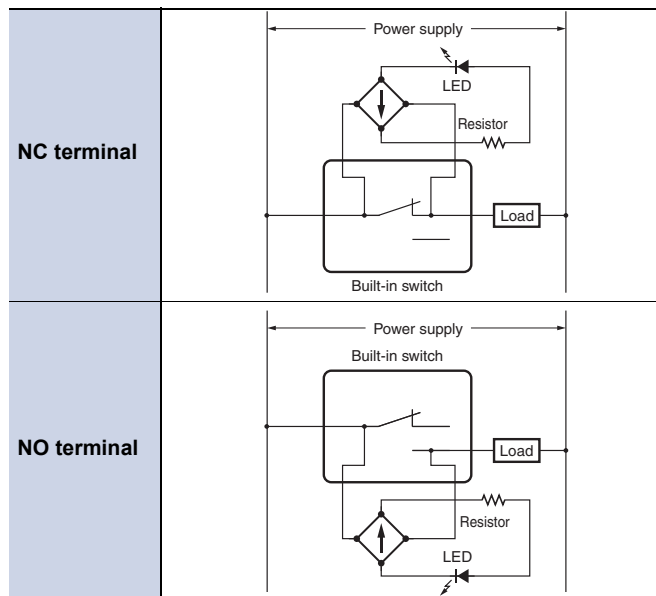 Power supply
LED
Resistor
NC terminal
Load
Built-in switch
Power supply
Built-in switch
NO terminal
Load
Resistor
LED